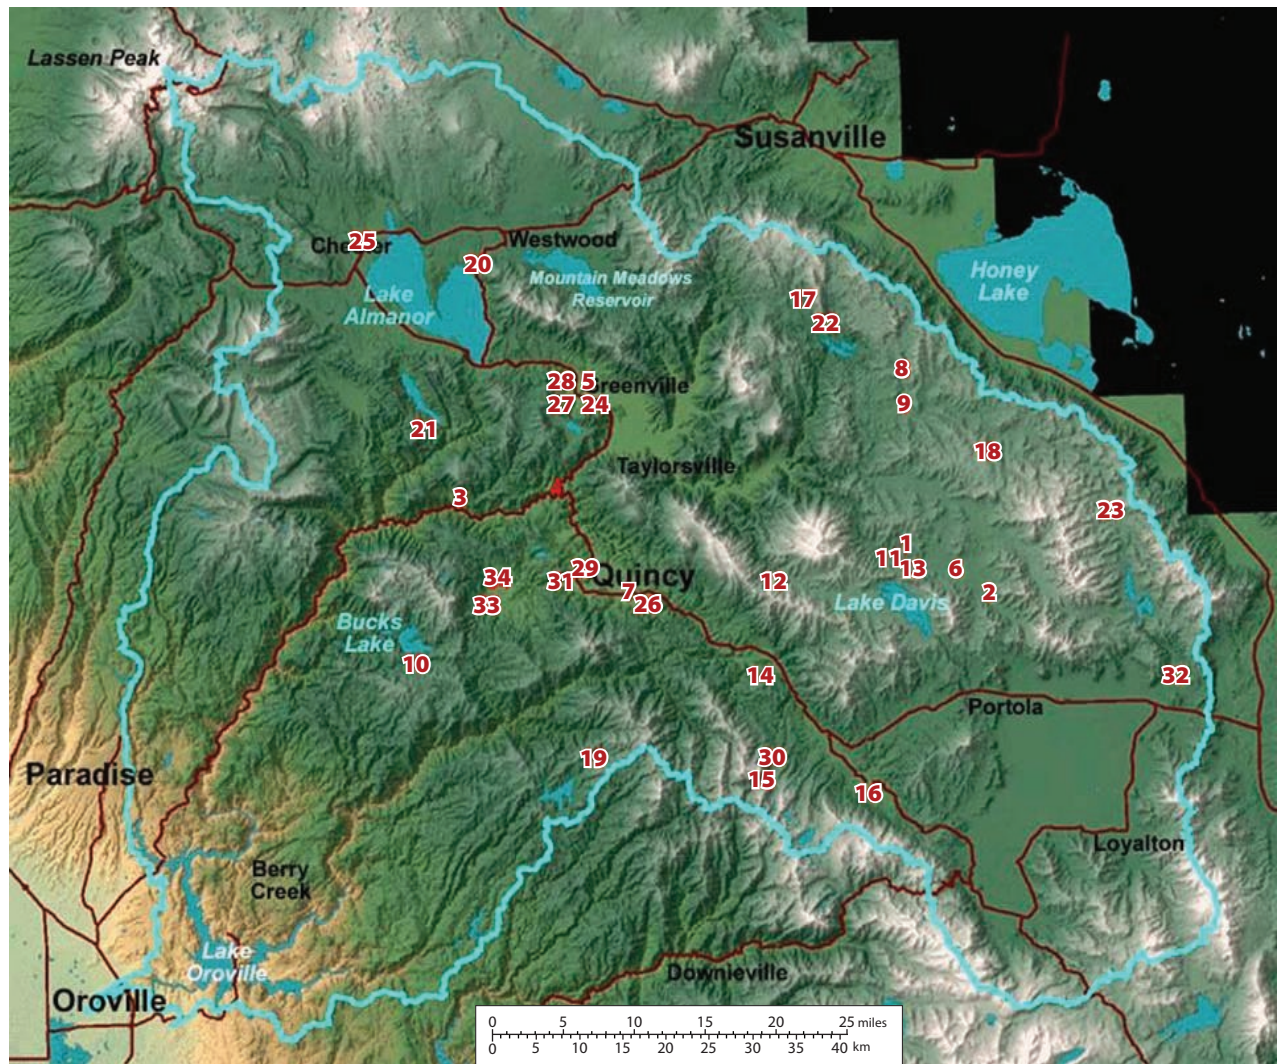 Lassen Peak
Susanville
25
Westwood
20
Mountain Meadows
Reservoir
Honey
Lake
Lake
Almanor
17
22
8
28 5
Greenville
27 24
9
21
18
Taylorsville
3
4
23
1
11
13
6
2
29
Quincy
31
12
34
7
26
33
Lake Davis
Bucks
Lake
10
14
32
Portola
19
30
15
16
Paradise
Loyalton
Berry
Creek
Lake
Oroville
Oroville
Downieville
0 5 10 15 20 25 miles
0 5 10 15 20 25 30 35 40 km